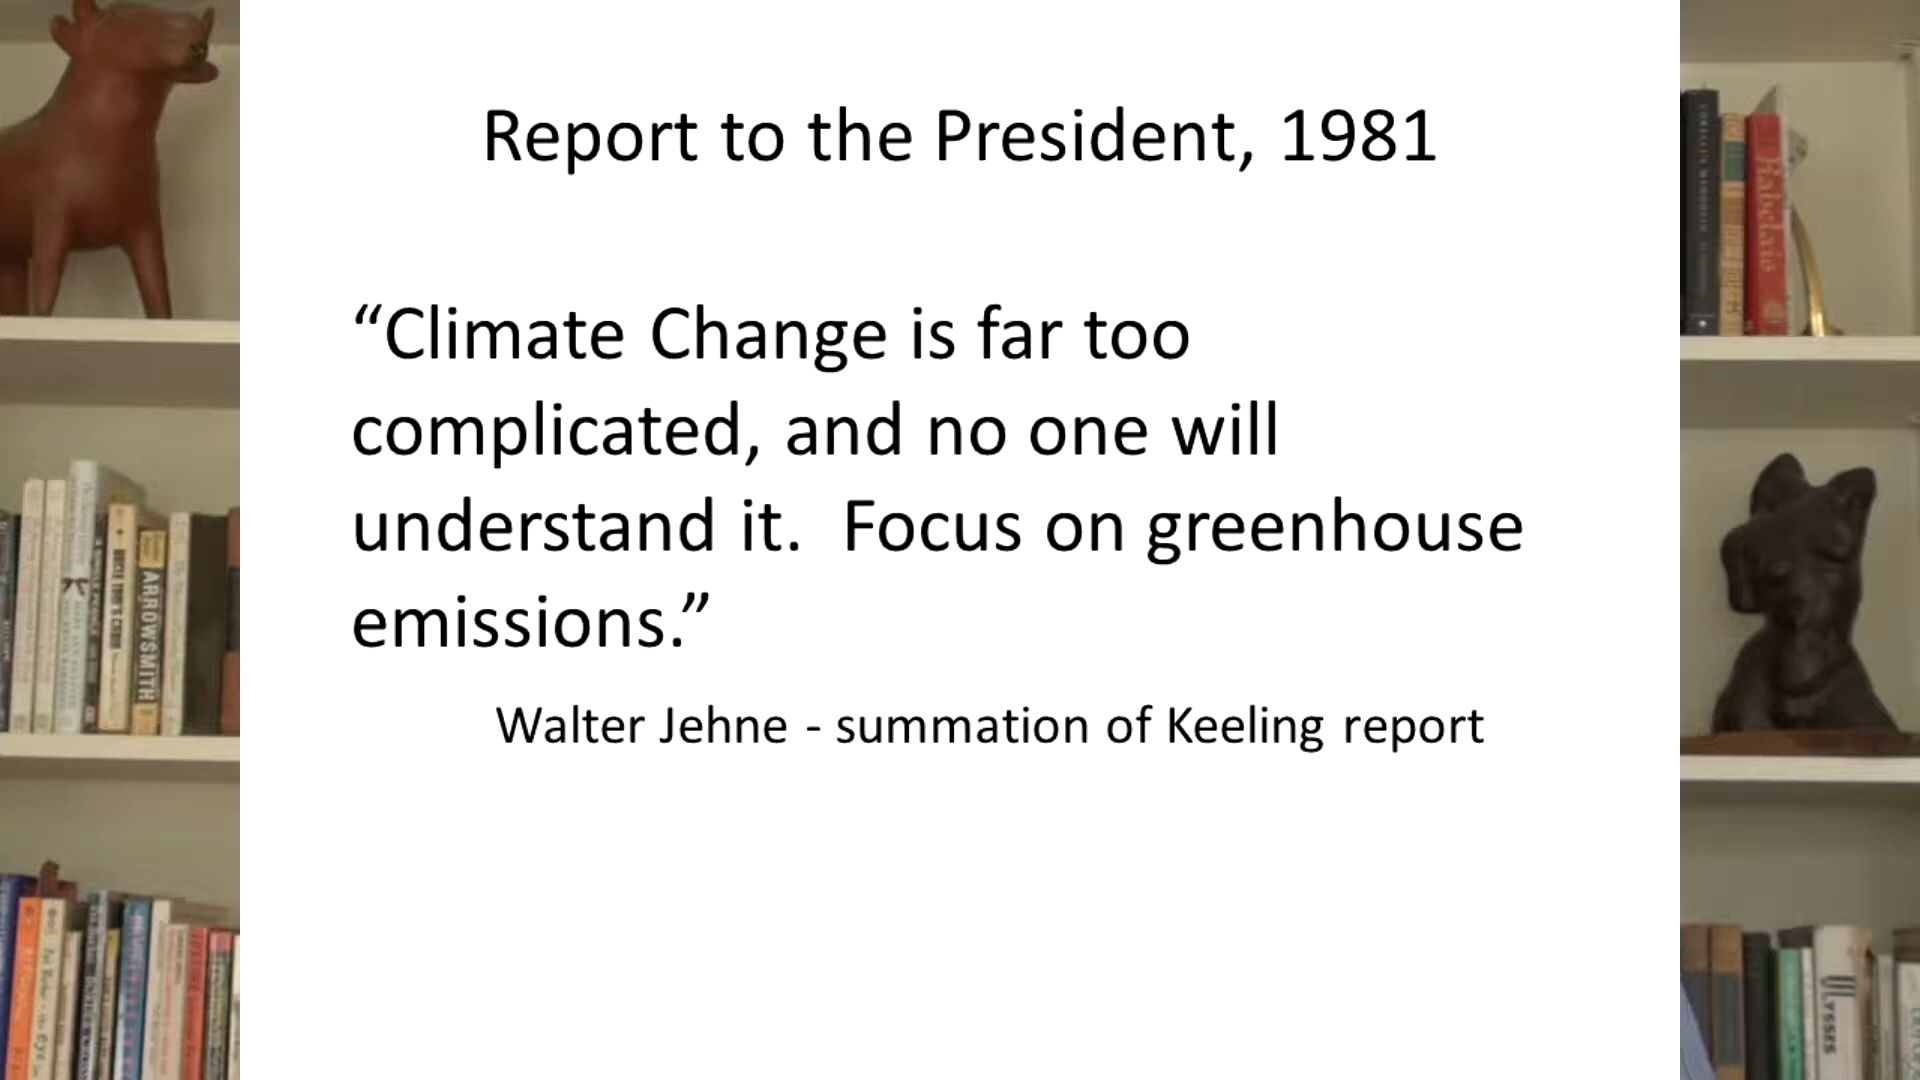 Report to the President, 1981
“Climate Change is far too
complicated, and no one will
understand it.  Focus on greenhouse
emissions.”
Walter Jehne - summation of Keeling report
ARROWSMITH
Rabelais
ULYSSES